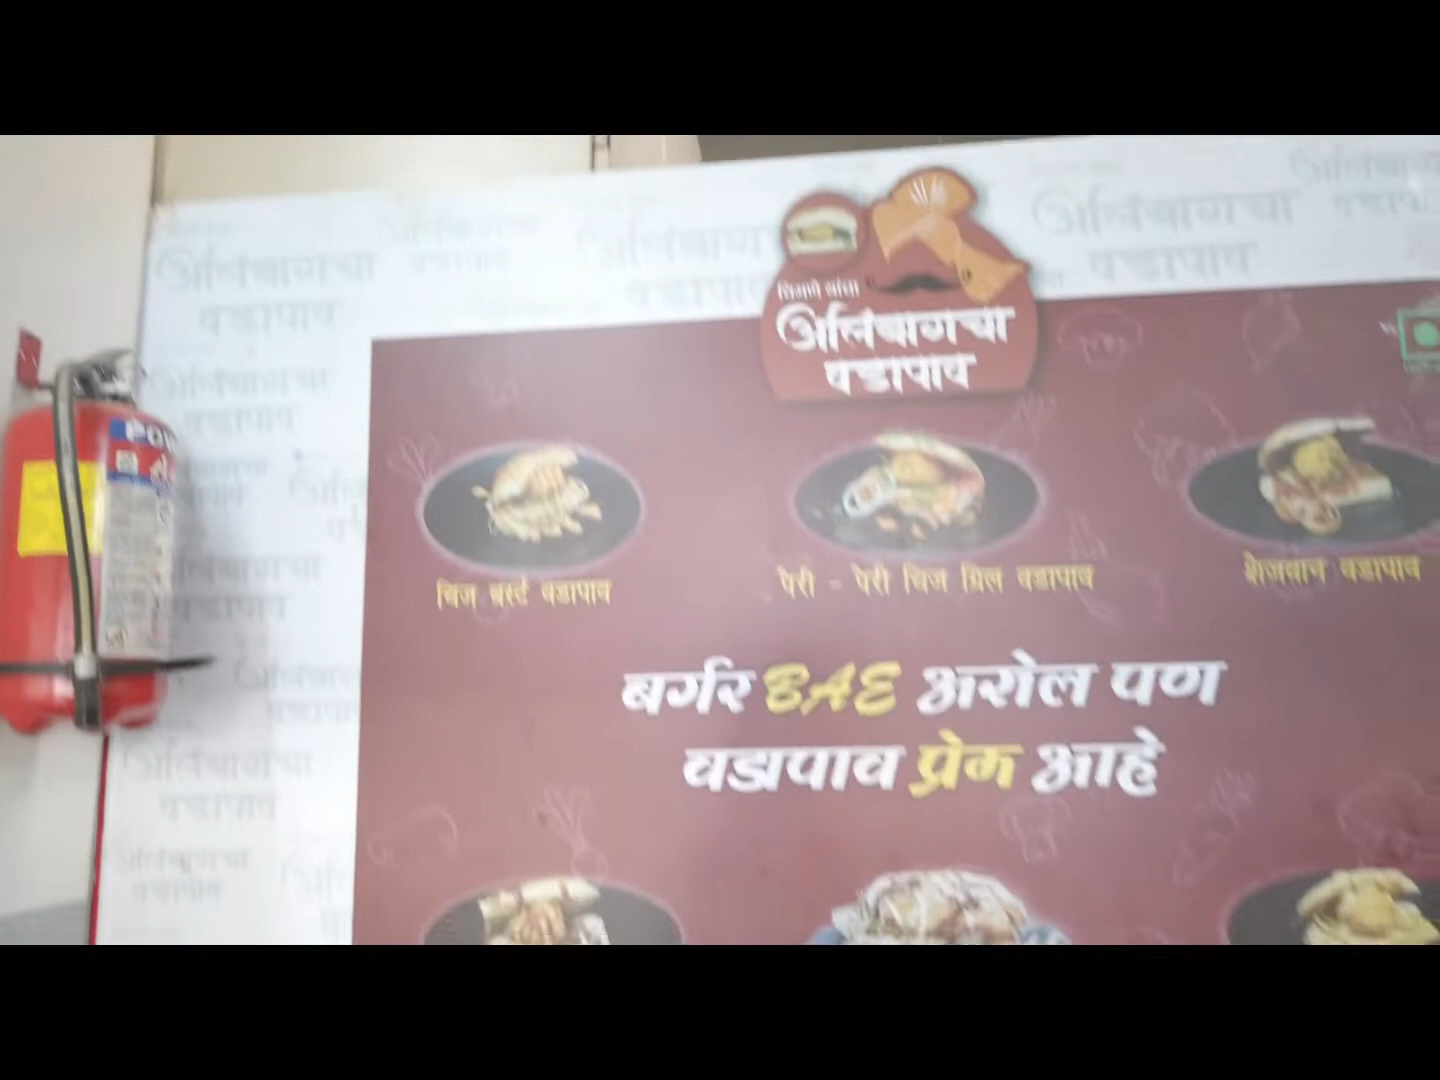 अलिबागचा
वडापाव
चिज बर्स्ट वडापाव
पेरी - पेरी चिज ग्रिल वडापाव
शेजवान वडापाव
बर्गर BAE असेल पण
वडापाव प्रेम आहे